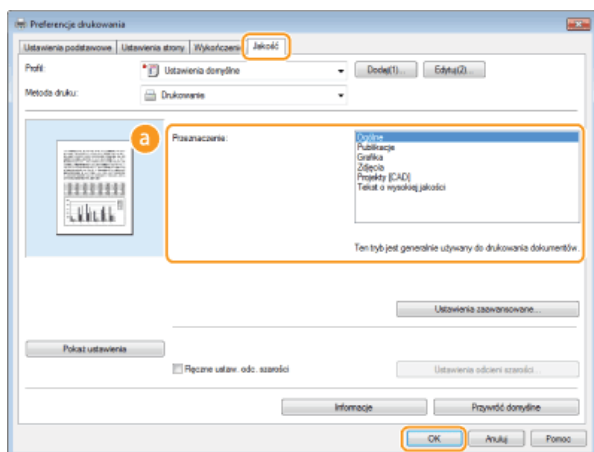 Preferencje drukowania
Ustawienia podstawowe Ustawienia strony Wykończenie Jakość
Profil: Ustawienia domyślne Dodaj(1)... Edytuj(2)...
Metoda druku: Drukowanie
a
Przeznaczenie:
Ogólne
Publikacje
Grafika
Zdjęcia
Projekty [CAD]
Tekst o wysokiej jakości
Ten tryb jest generalnie używany do drukowania dokumentów.
Ustawienia zaawansowane...
Pokaż ustawienia
Ręczne ustaw. odc. szarości Ustawienia odcieni szarości...
Informacje Przywróć domyślne
OK Anuluj Pomoc